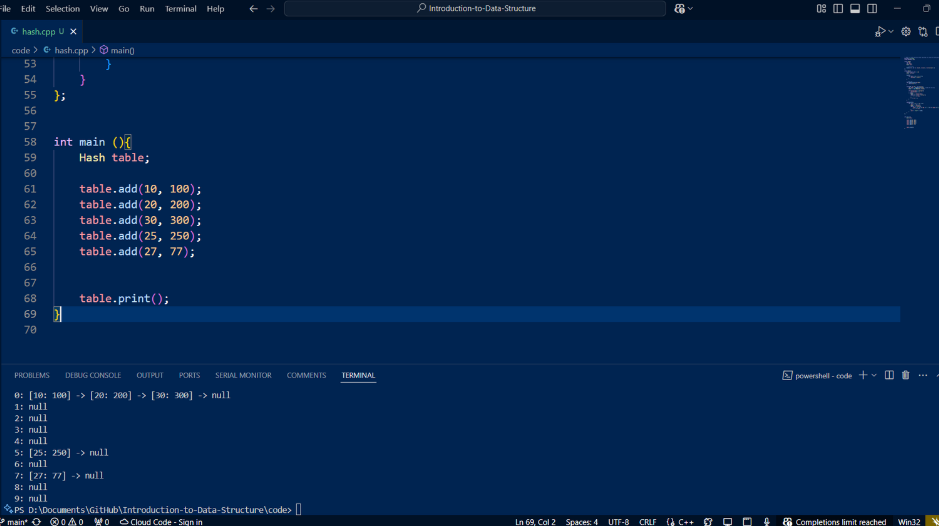 File Edit Selection View Go Run Terminal Help
Introduction-to-Data-Structure
hash.cpp U
code > hash.cpp > main()
53 }
54 }
55 };
56
57
58 int main (){
59 Hash table;
60
61 table.add(10, 100);
62 table.add(20, 200);
63 table.add(30, 300);
64 table.add(25, 250);
65 table.add(27, 77);
66
67
68 table.print();
69 }
70
PROBLEMS DEBUG CONSOLE OUTPUT PORTS SERIAL MONITOR COMMENTS TERMINAL
powershell - code
0: [10: 100] -> [20: 200] -> [30: 300] -> null
1: null
2: null
3: null
4: null
5: [25: 250] -> null
6: null
7: [27: 77] -> null
8: null
9: null
PS D:\Documents\GitHub\Introduction-to-Data-Structure\code>
main* 0 0 0 Cloud Code - Sign in Ln 69, Col 2 Spaces: 4 UTF-8 CRLF {} C++ Completions limit reached Win32